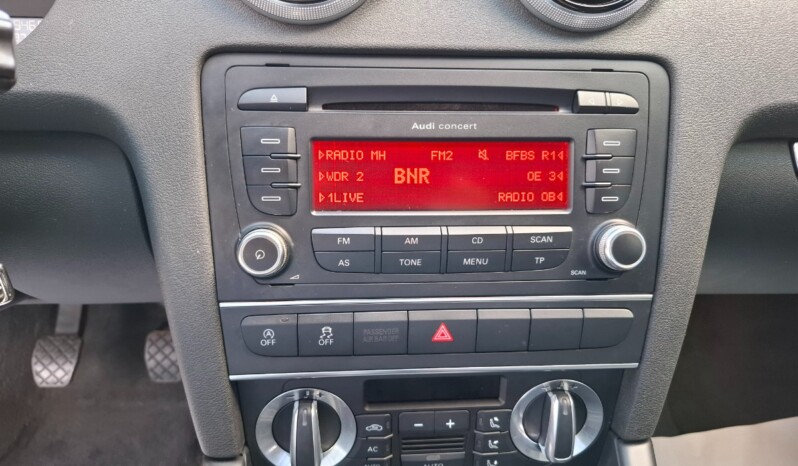 Audi concert
RADIO MH FM2 BFBS R1
WDR 2 BNR OE 3
1LIVE RADIO OB
FM AM CD SCAN
AS TONE MENU TP
SCAN
OFF OFF PASSENGER AIR BAG OFF
AC
AUTO